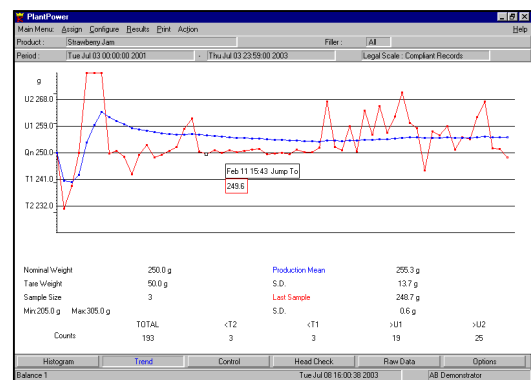 PlantPower
Main Menu: Assign Configure Results Print Action Help
Product : Strawberry Jam Filler : All
Period : Tue Jul 03 00:00:00 2001 - Thu Jul 03 23:59:00 2003 Legal Scale : Compliant Records
g
U2 268.0
U1 259.0
Qn 250.0
Feb 11 15:43 Jump To
T1 241.0
249.6
T2 232.0
Nominal Weight 250.0 g Production Mean 255.3 g
Tare Weight 50.0 g S.D. 13.7 g
Sample Size 3 Last Sample 248.7 g
Min:205.0 g Max:305.0 g S.D. 0.6 g
TOTAL <T2 <T1 >U1 >U2
Counts 193 3 3 19 25
Histogram Trend Control Head Check Raw Data Options
Balance 1 Tue Jul 08 16:00:38 2003 AB Demonstrator